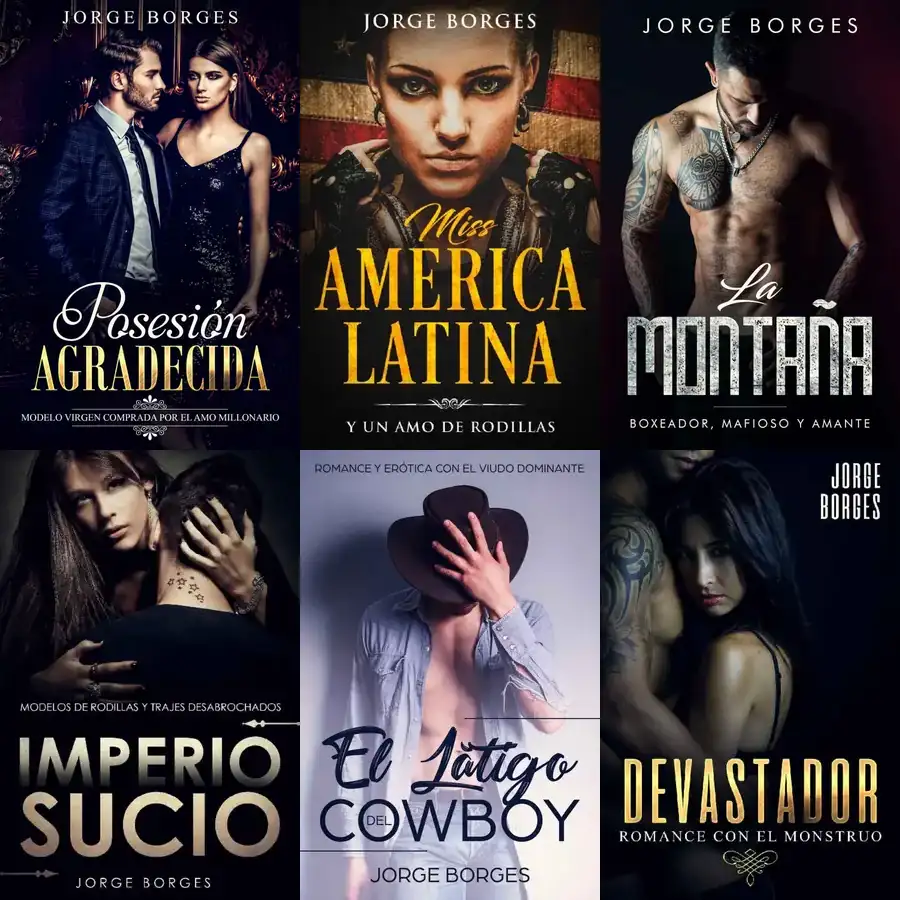 JORGE BORGES
Posesión
AGRADECIDA
MODELO VIRGEN COMPRADA POR EL AMO MILLONARIO
JORGE BORGES
Miss
AMERICA
LATINA
Y UN AMO DE RODILLAS
JORGE BORGES
La
MONTAÑA
BOXEADOR, MAFIOSO Y AMANTE
MODELOS DE RODILLAS Y TRAJES DESABROCHADOS
IMPERIO
SUCIO
JORGE BORGES
ROMANCE Y ERÓTICA CON EL VIUDO DOMINANTE
El Látigo
DEL COWBOY
JORGE BORGES
JORGE
BORGES
DEVASTADOR
ROMANCE CON EL MONSTRUO